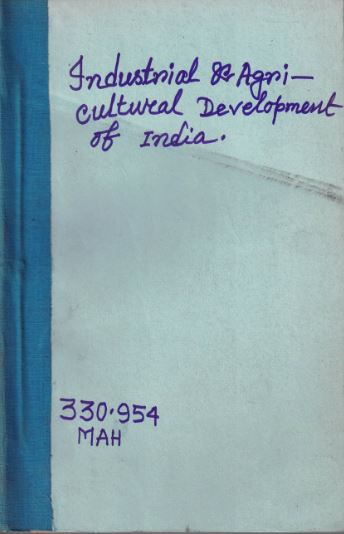 Industrial & Agri-
cultural Development
of India.
330.954
MAH